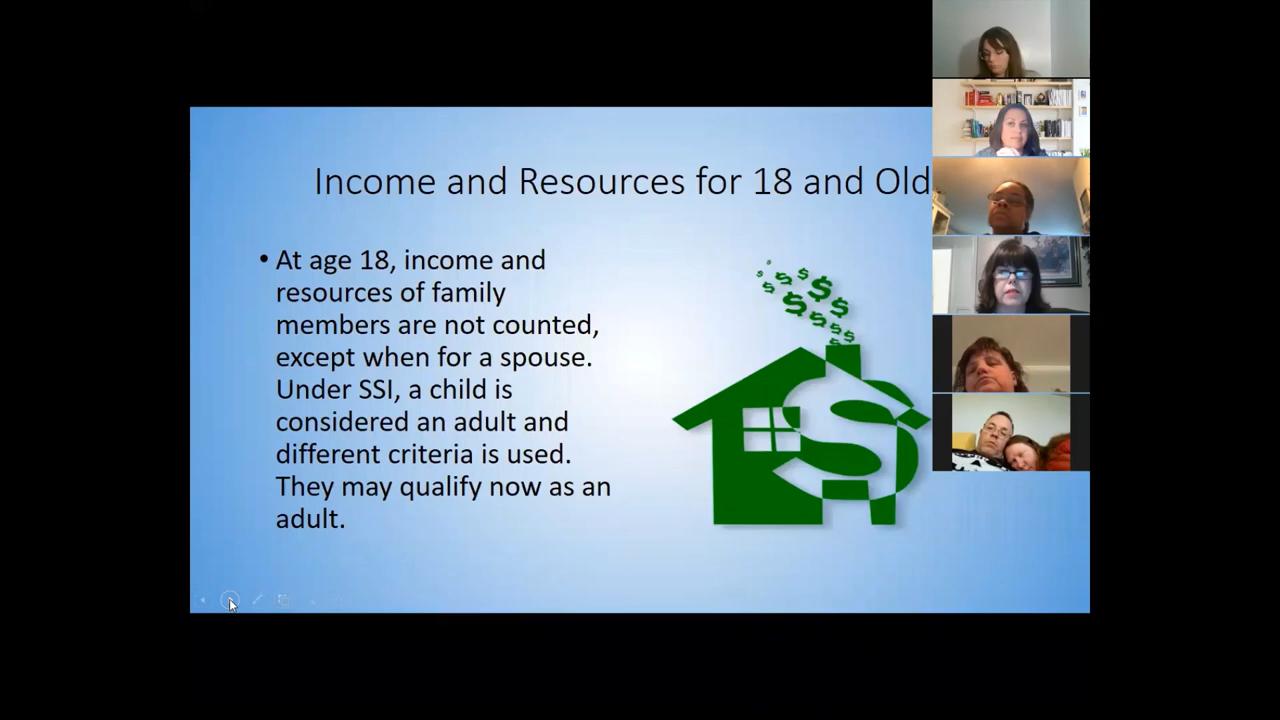 Income and Resources for 18 and Old
• At age 18, income and
resources of family
members are not counted,
except when for a spouse.
Under SSI, a child is
considered an adult and
different criteria is used.
They may qualify now as an
adult.